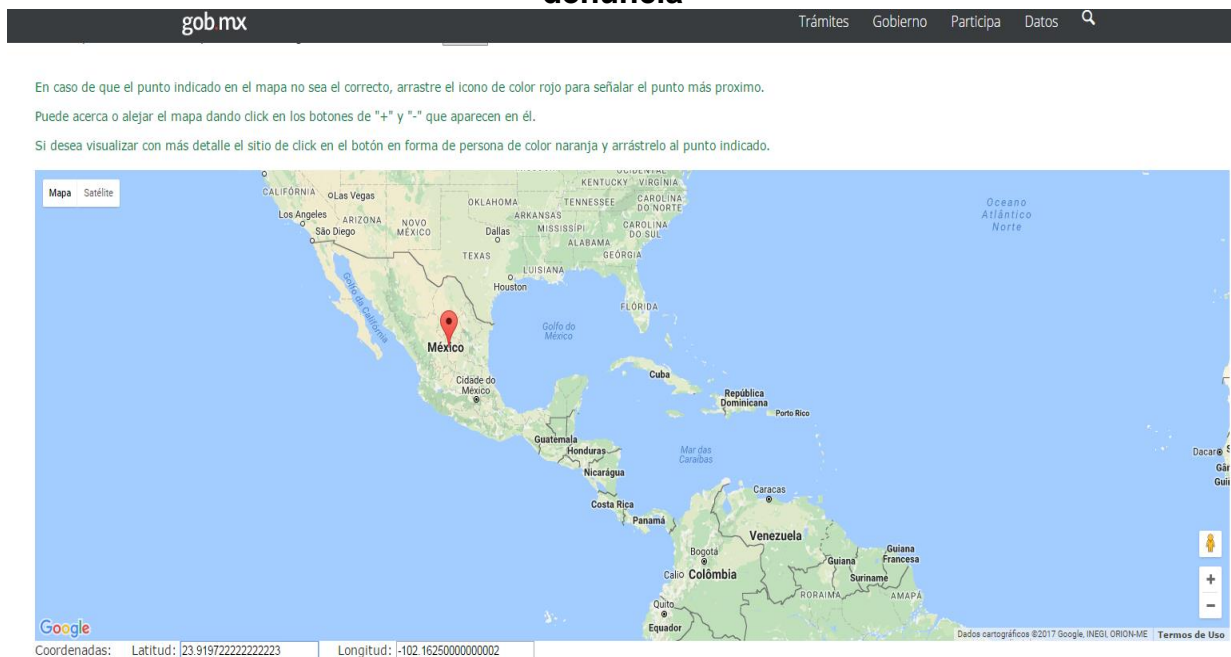 denúncia
gob.mx
Trámites Gobierno Participa Datos
En caso de que el punto indicado en el mapa no sea el correcto, arrastre el icono de color rojo para señalar el punto más proximo.
Puede acerca o alejar el mapa dando click en los botones de "+" y "-" que aparecen en él.
Si desea visualizar con más detalle el sitio de click en el botón en forma de persona de color naranja y arrástrelo al punto indicado.
Mapa Satélite
KENTUCKY VIRGÍNIA
CALIFÓRNIA Las Vegas
OKLAHOMA TENNESSEE CAROLINA DO NORTE
Los Angeles ARIZONA NOVO MÉXICO
ARKANSAS
San Diego
Dallas MISSISSÍPI CAROLINA DO SUL
ALABAMA
TEXAS GEÓRGIA
LUISIANA
Houston
FLÓRIDA
Oceano
Atlântico
Norte
Golfo da Califórnia
Golfo do
México
México
Cidade do
México
Cuba
República
Dominicana
Porto Rico
Guatemala
Honduras
Mar das
Caraíbas
Nicarágua
Dacar
Costa Rica
Caracas
Panamá
Venezuela
Bogotá
Guiana
Guiana
Francesa
Cali Colômbia
Suriname
RORAIMA AMAPÁ
Quito
Equador
+
-
Google
Dados cartográficos ©2017 Google, INEGI, ORION-ME Termos de Uso
Coordenadas: Latitud: 23.919722222222223 Longitud: -102.16250000000002